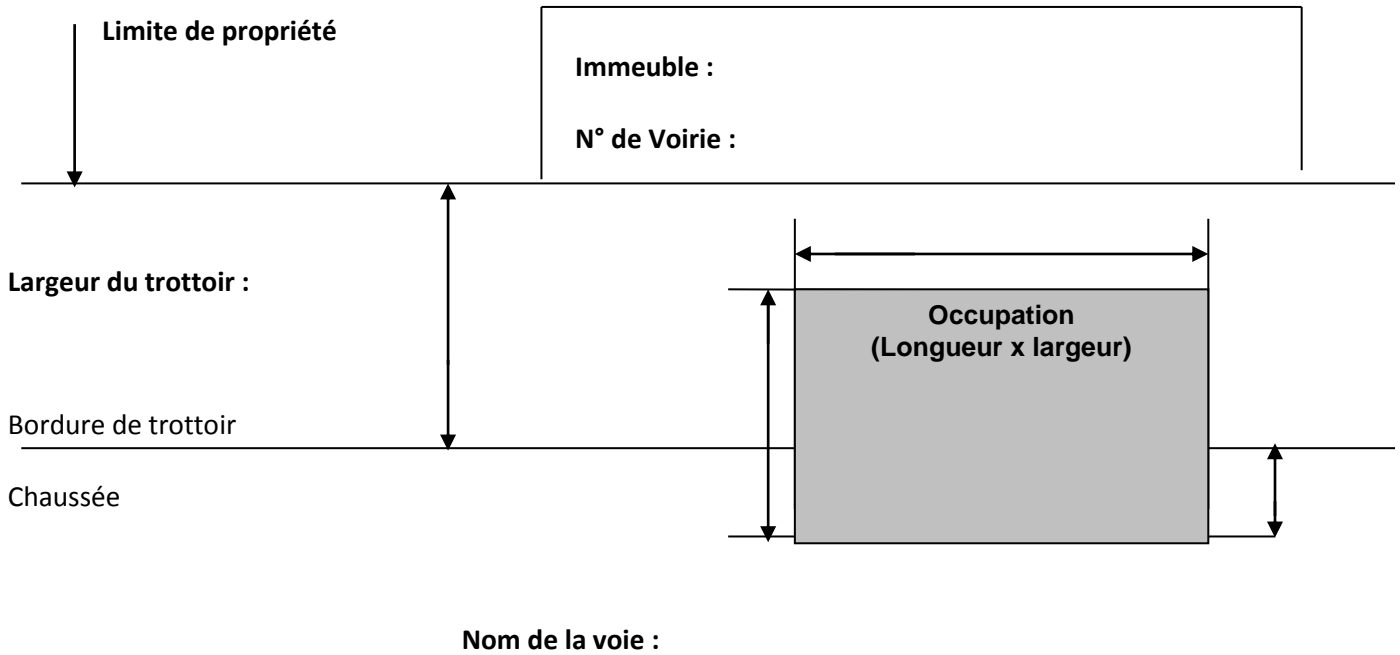 Limite de propriété
Immeuble :
N° de Voirie :
Largeur du trottoir :
Occupation
(Longueur x largeur)
Bordure de trottoir
Chaussée
Nom de la voie :